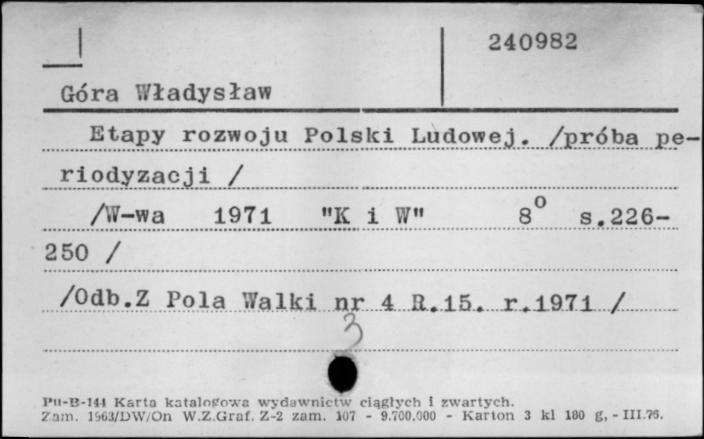 240982
Góra Władysław
Etapy rozwoju Polski Ludowej. /próba pe-
riodyzacji /
/W-wa 1971 "K i W" 8° s.226-
250 /
/Odb.Z Pola Walki nr 4 R.15. r.1971 /
3
Pu-B-144 Karta katalogowa wydawnictw ciągłych i zwartych.
Zam. 1963/DW/On W.Z.Graf. Z-2 zam. 107 - 9.700.000 - Karton 3 kl 180 g, - III.76.